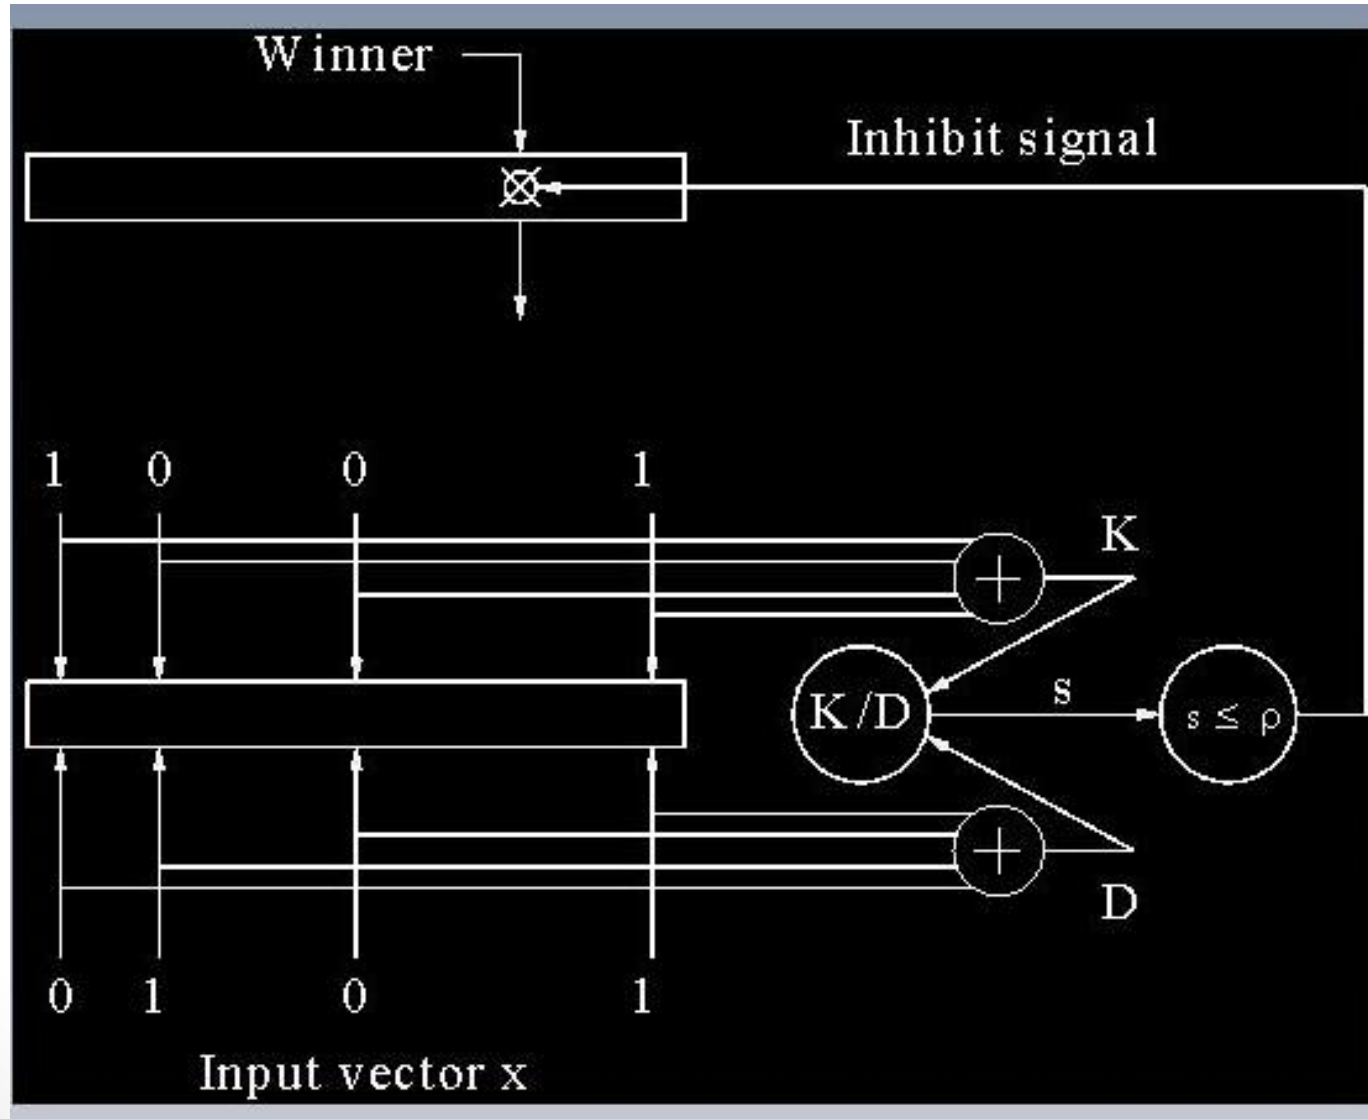 Winner
Inhibit signal
1 0 0 1
K
K/D
s
s ≤ ρ
D
0 1 0 1
Input vector x